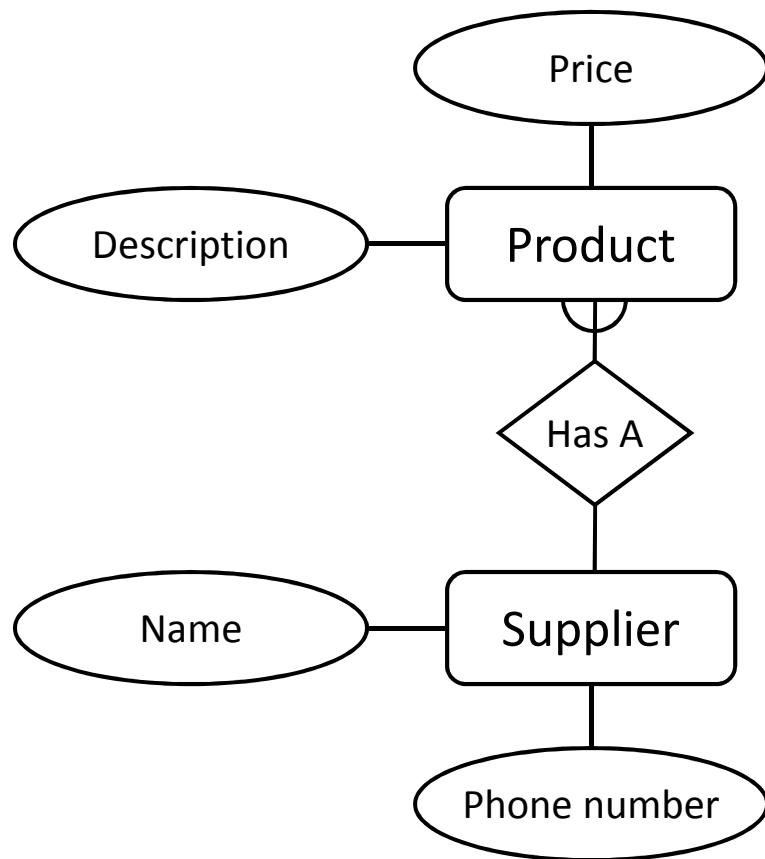 Price
Description
Product
Has A
Name
Supplier
Phone number